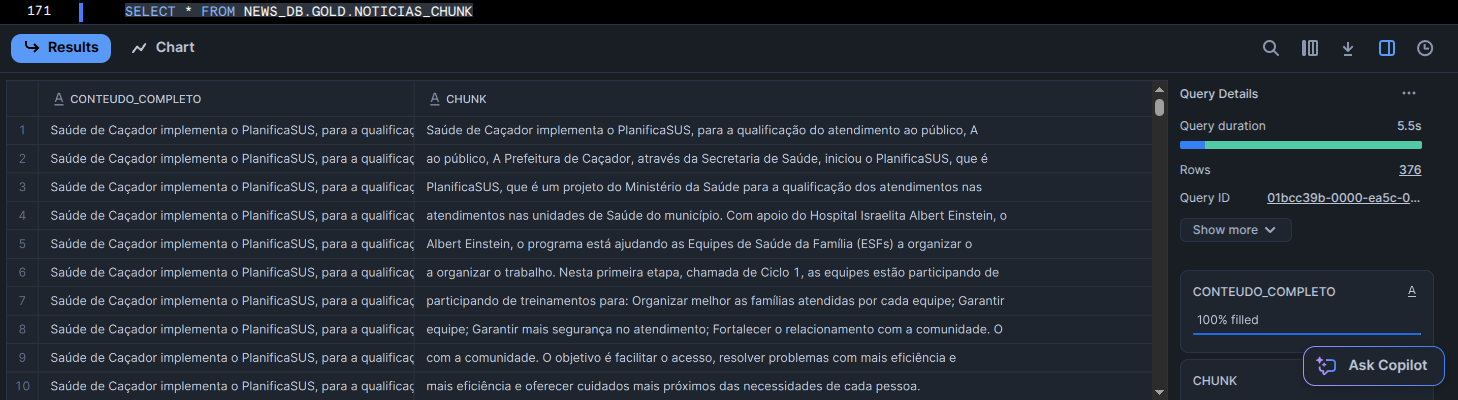 171 SELECT * FROM NEWS_DB.GOLD.NOTICIAS_CHUNK
Results Chart
A CONTEUDO_COMPLETO A CHUNK
1 Saúde de Caçador implementa o PlanificaSUS, para a qualificaç Saúde de Caçador implementa o PlanificaSUS, para a qualificação do atendimento ao público, A
2 Saúde de Caçador implementa o PlanificaSUS, para a qualificaç ao público, A Prefeitura de Caçador, através da Secretaria de Saúde, iniciou o PlanificaSUS, que é
3 Saúde de Caçador implementa o PlanificaSUS, para a qualificaç PlanificaSUS, que é um projeto do Ministério da Saúde para a qualificação dos atendimentos nas
4 Saúde de Caçador implementa o PlanificaSUS, para a qualificaç atendimentos nas unidades de Saúde do município. Com apoio do Hospital Israelita Albert Einstein, o
5 Saúde de Caçador implementa o PlanificaSUS, para a qualificaç Albert Einstein, o programa está ajudando as Equipes de Saúde da Família (ESFs) a organizar o
6 Saúde de Caçador implementa o PlanificaSUS, para a qualificaç a organizar o trabalho. Nesta primeira etapa, chamada de Ciclo 1, as equipes estão participando de
7 Saúde de Caçador implementa o PlanificaSUS, para a qualificaç participando de treinamentos para: Organizar melhor as famílias atendidas por cada equipe; Garantir
8 Saúde de Caçador implementa o PlanificaSUS, para a qualificaç equipe; Garantir mais segurança no atendimento; Fortalecer o relacionamento com a comunidade. O
9 Saúde de Caçador implementa o PlanificaSUS, para a qualificaç com a comunidade. O objetivo é facilitar o acesso, resolver problemas com mais eficiência e
10 Saúde de Caçador implementa o PlanificaSUS, para a qualificaç mais eficiência e oferecer cuidados mais próximos das necessidades de cada pessoa.
Query Details ...
Query duration 5.5s
Rows 376
Query ID 01bcc39b-0000-ea5c-0...
Show more
CONTEUDO_COMPLETO A
100% filled
CHUNK
Ask Copilot